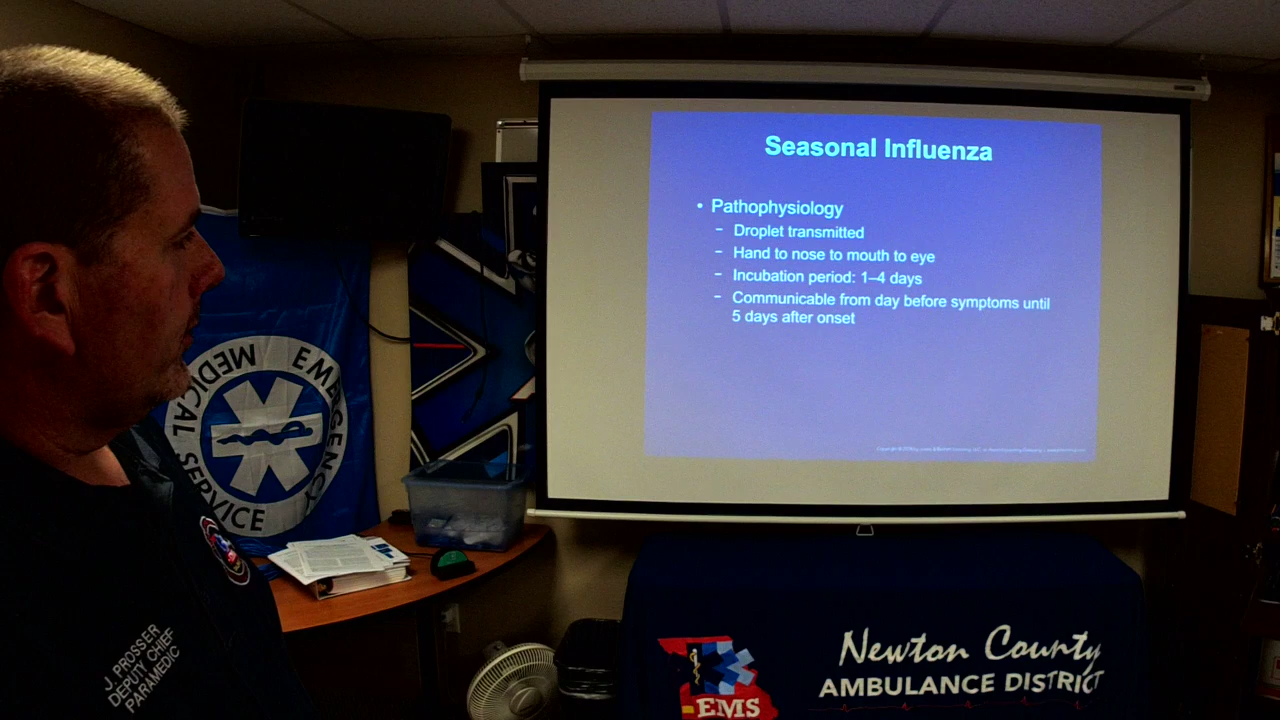 Seasonal Influenza
• Pathophysiology
– Droplet transmitted
– Hand to nose to mouth to eye
– Incubation period: 1–4 days
– Communicable from day before symptoms until
5 days after onset
EMERGENCY
MEDICAL
SERVICE
J PROSSER
DEPUTY CHIEF
PARAMEDIC
Newton County
AMBULANCE DISTRICT
EMS